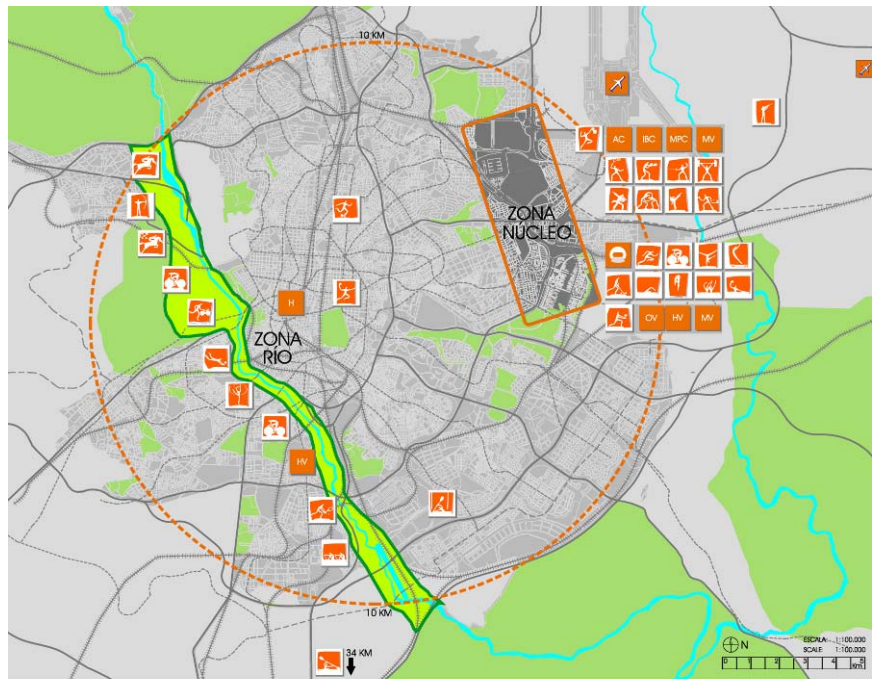 10 KM
AC IBC MPC MV
ZONA
NÚCLEO
H
ZONA
RÍO
OV HV MV
HV
10 KM
34 KM
N
ESCALA: 1:100.000
SCALE: 1:100.000
0 1 2 3 4 5
Km